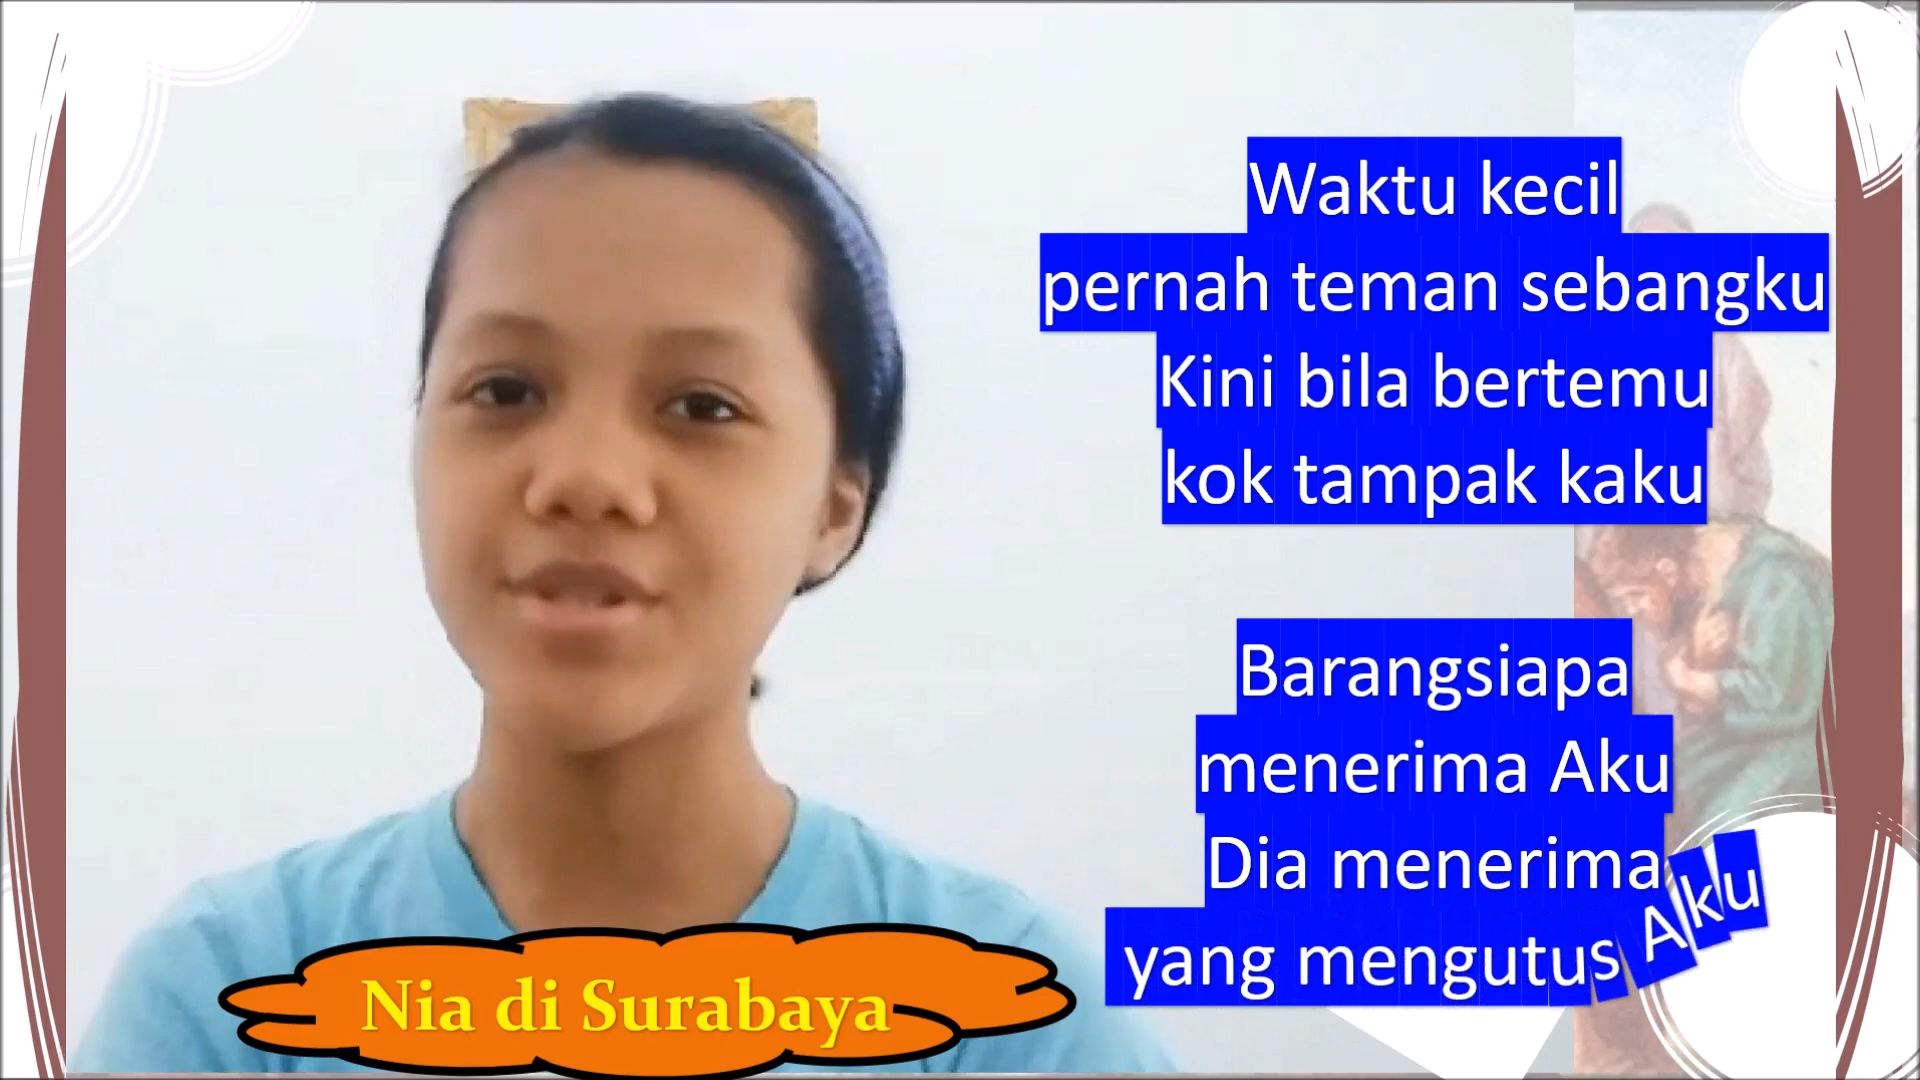 Waktu kecil
pernah teman sebangku
Kini bila bertemu
kok tampak kaku
Barangsiapa
menerima Aku
Dia menerima
yang mengutus Aku
Nia di Surabaya